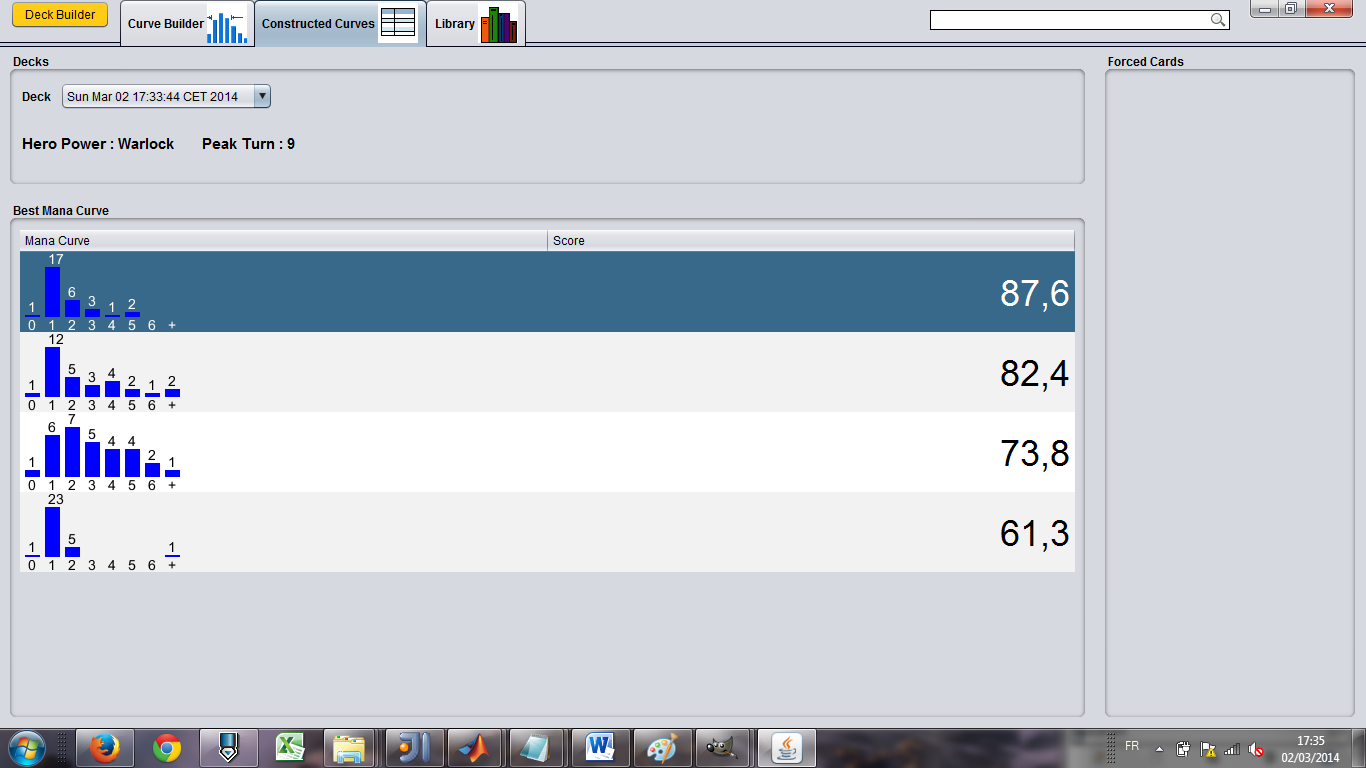 Deck Builder
Curve Builder
Constructed Curves
Library
Decks
Forced Cards
Deck Sun Mar 02 17:33:44 CET 2014
Hero Power : Warlock Peak Turn : 9
Best Mana Curve
Mana Curve Score
1 17 6 3 1 2
0 1 2 3 4 5 6 +
87,6
1 12 5 3 4 2 1 2
0 1 2 3 4 5 6 +
82,4
1 6 7 5 4 4 2 1
0 1 2 3 4 5 6 +
73,8
1 23 5 1
0 1 2 3 4 5 6 +
61,3
FR
17:35
02/03/2014